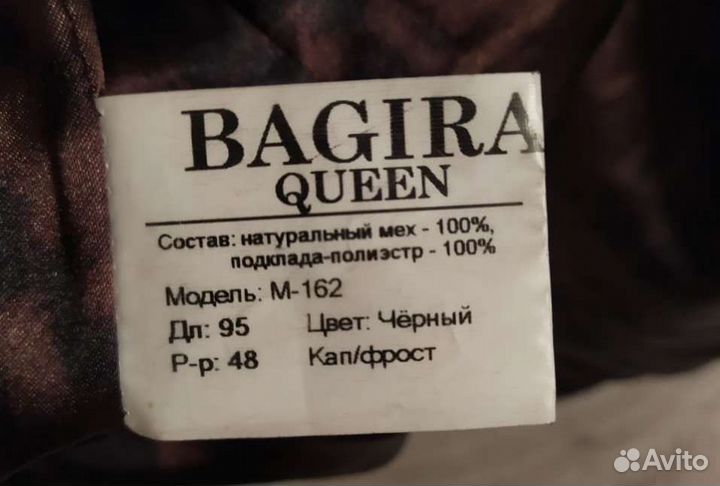 BAGIRA
QUEEN
Состав: натуральный мех - 100%,
подклада-полиэстр - 100%
Модель: М-162
Дл: 95 Цвет: Чёрный
Р-р: 48 Кап/фрост
Avito